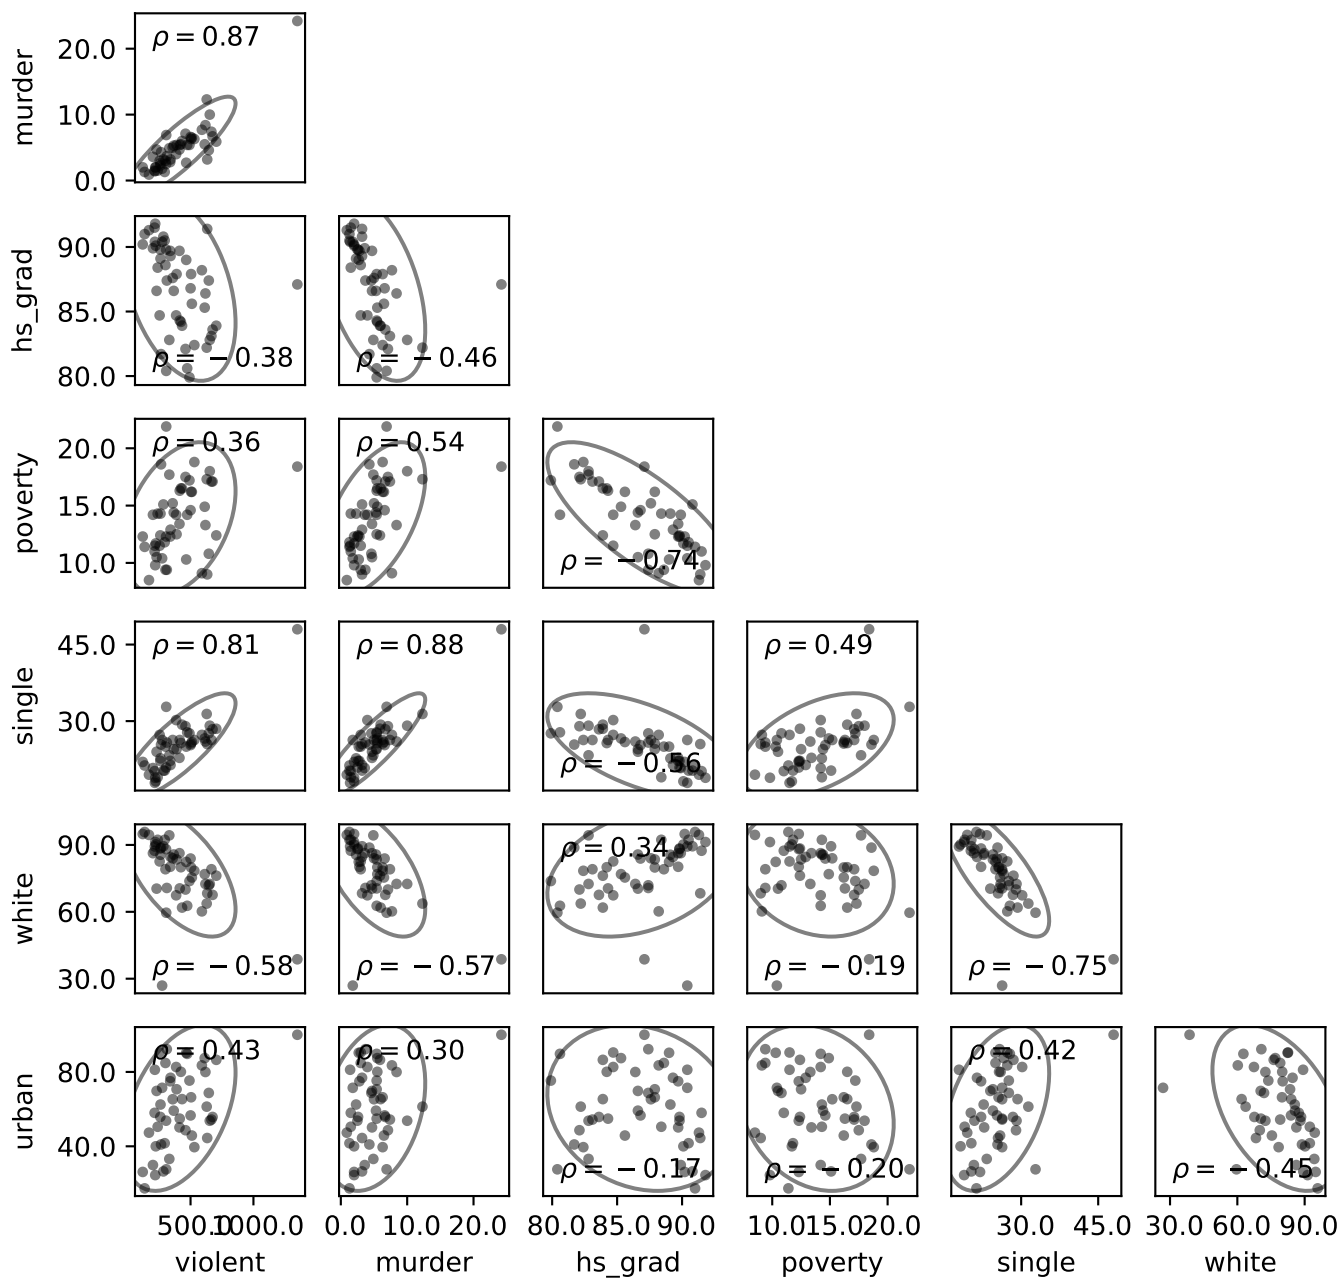 murder
20.0
10.0
0.0
ρ = 0.87
hs_grad
90.0
85.0
80.0
ρ = −0.38
ρ = −0.46
poverty
20.0
15.0
10.0
ρ = 0.36
ρ = 0.54
ρ = −0.74
single
45.0
30.0
ρ = 0.81
ρ = 0.88
ρ = −0.56
ρ = 0.49
white
90.0
60.0
30.0
ρ = −0.58
ρ = −0.57
ρ = 0.34
ρ = −0.19
ρ = −0.75
urban
80.0
40.0
ρ = 0.43
ρ = 0.30
ρ = −0.17
ρ = −0.20
ρ = 0.42
ρ = −0.45
500.0 1000.0
0.0 10.0 20.0
80.0 85.0 90.0
10.0 15.0 20.0
30.0 45.0
30.0 60.0 90.0
violent
murder
hs_grad
poverty
single
white